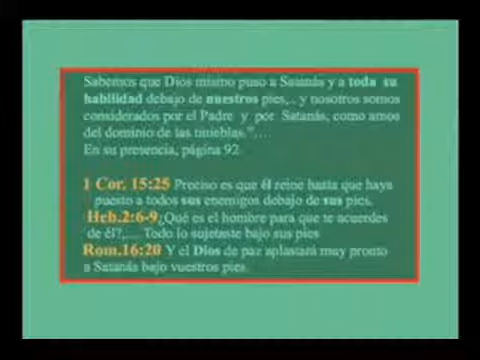 Sabemos que Dios mismo puso a Satanás y a toda su
habilidad debajo de nuestros pies,.. y nosotros somos
considerados por el Padre y por Satanás, como amos
del dominio de las tinieblas.",....
En su presencia, página 92.
1 Cor. 15:25 Preciso es que él reine hasta que haya
puesto a todos sus enemigos debajo de sus pies,
Heb.2:6-9¿Qué es el hombre para que te acuerdes
de él?,.... Todo lo sujetaste bajo sus pies
Rom.16:20 Y el Dios de paz aplastará muy pronto
a Satanás bajo vuestros pies.